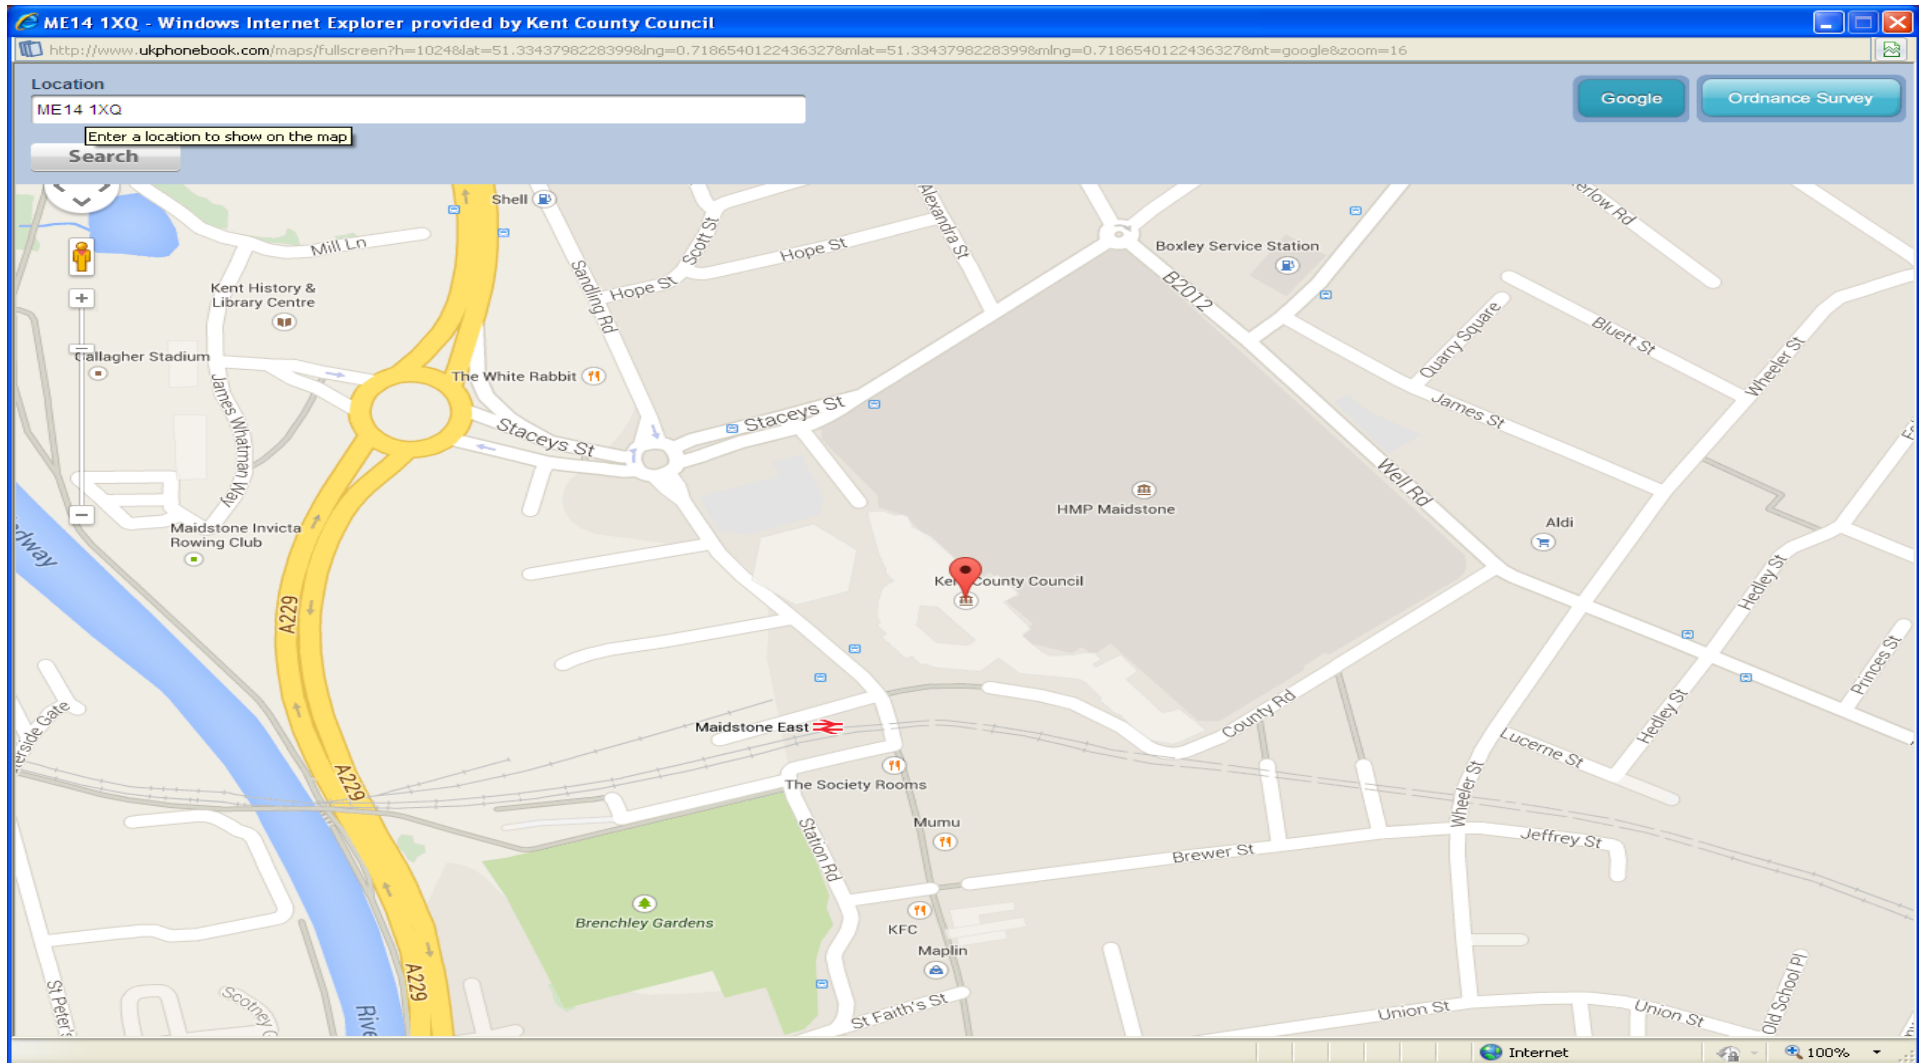 ME14 1XQ - Windows Internet Explorer provided by Kent County Council
http://www.ukphonebook.com/maps/fullscreen?h=1024&lat=51.3343798228399&lng=0.7186540122436327&mlat=51.3343798228399&mlng=0.7186540122436327&mt=google&zoom=16
Location
ME14 1XQ
Enter a location to show on the map
Search
Google
Ordnance Survey
Shell
Alexandra St
Scott St
Mill Ln
Hope St
Boxley Service Station
Sandling Rd
Hope St
B2012
Kent History &
Library Centre
Quarry Square
Bluett St
Wheeler St
Gallagher Stadium
The White Rabbit
James Whatman Way
Staceys St
Staceys St
James St
Well Rd
HMP Maidstone
Aldi
Maidstone Invicta
Rowing Club
Kent County Council
Hedley St
A229
Princes St
Hedley St
County Rd
Maidstone East
Lucerne St
A229
The Society Rooms
Wheeler St
Mumu
Station Rd
Jeffrey St
Brewer St
Brenchley Gardens
KFC
Maplin
A229
St Faith's St
Union St
Union St
Old School Pl
Internet
100%